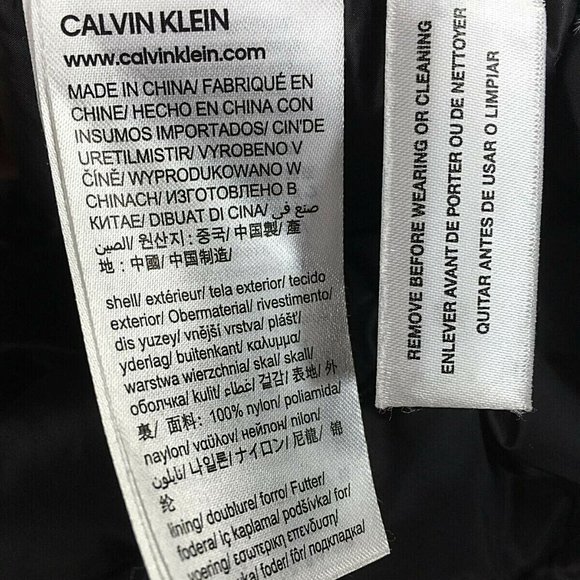 CALVIN KLEIN
www.calvinklein.com
MADE IN CHINA/ FABRIQUÉ EN
CHINE/ HECHO EN CHINA CON
INSUMOS IMPORTADOS/ CIN'DE
URETILMISTIR/ VYROBENO V
ČÍNĚ/ WYPRODUKOWANO W
CHINACH/ ИЗГОТОВЛЕНО В
КИТАЕ/ DIBUAT DI CINA/ صنع في
الصين/ 원산지 : 중국/ 中国製/ 產
地 : 中國/ 中国制造/
shell/ extérieur/ tela exterior/ tecido
exterior/ Obermaterial/ rivestimento/
dis yuzey/ vnější vrstva/ plášť/
yderlag/ buitenkant/ καλυμμα/
warstwa wierzchnia/ skal/ skall/
оболчка/ kulit/ غطاء/ 겉감/ 表地/ 外
裏/ 面料: 100% nylon/ poliamida/
naylon/ ναϋλον/ нейлон/ nilon/
نايلون/ 나일론/ ナイロン/ 尼龍/ 锦
纶
lining/ doublure/ forro/ Futter/
fodera/ iç kaplama/ podšívka/ for/
voering/ εσωτερικη επενδυση/
foder/ fôr/ подкладка/
REMOVE BEFORE WEARING OR CLEANING
ENLEVER AVANT DE PORTER OU DE NETTOYER
QUITAR ANTES DE USAR O LIMPIAR